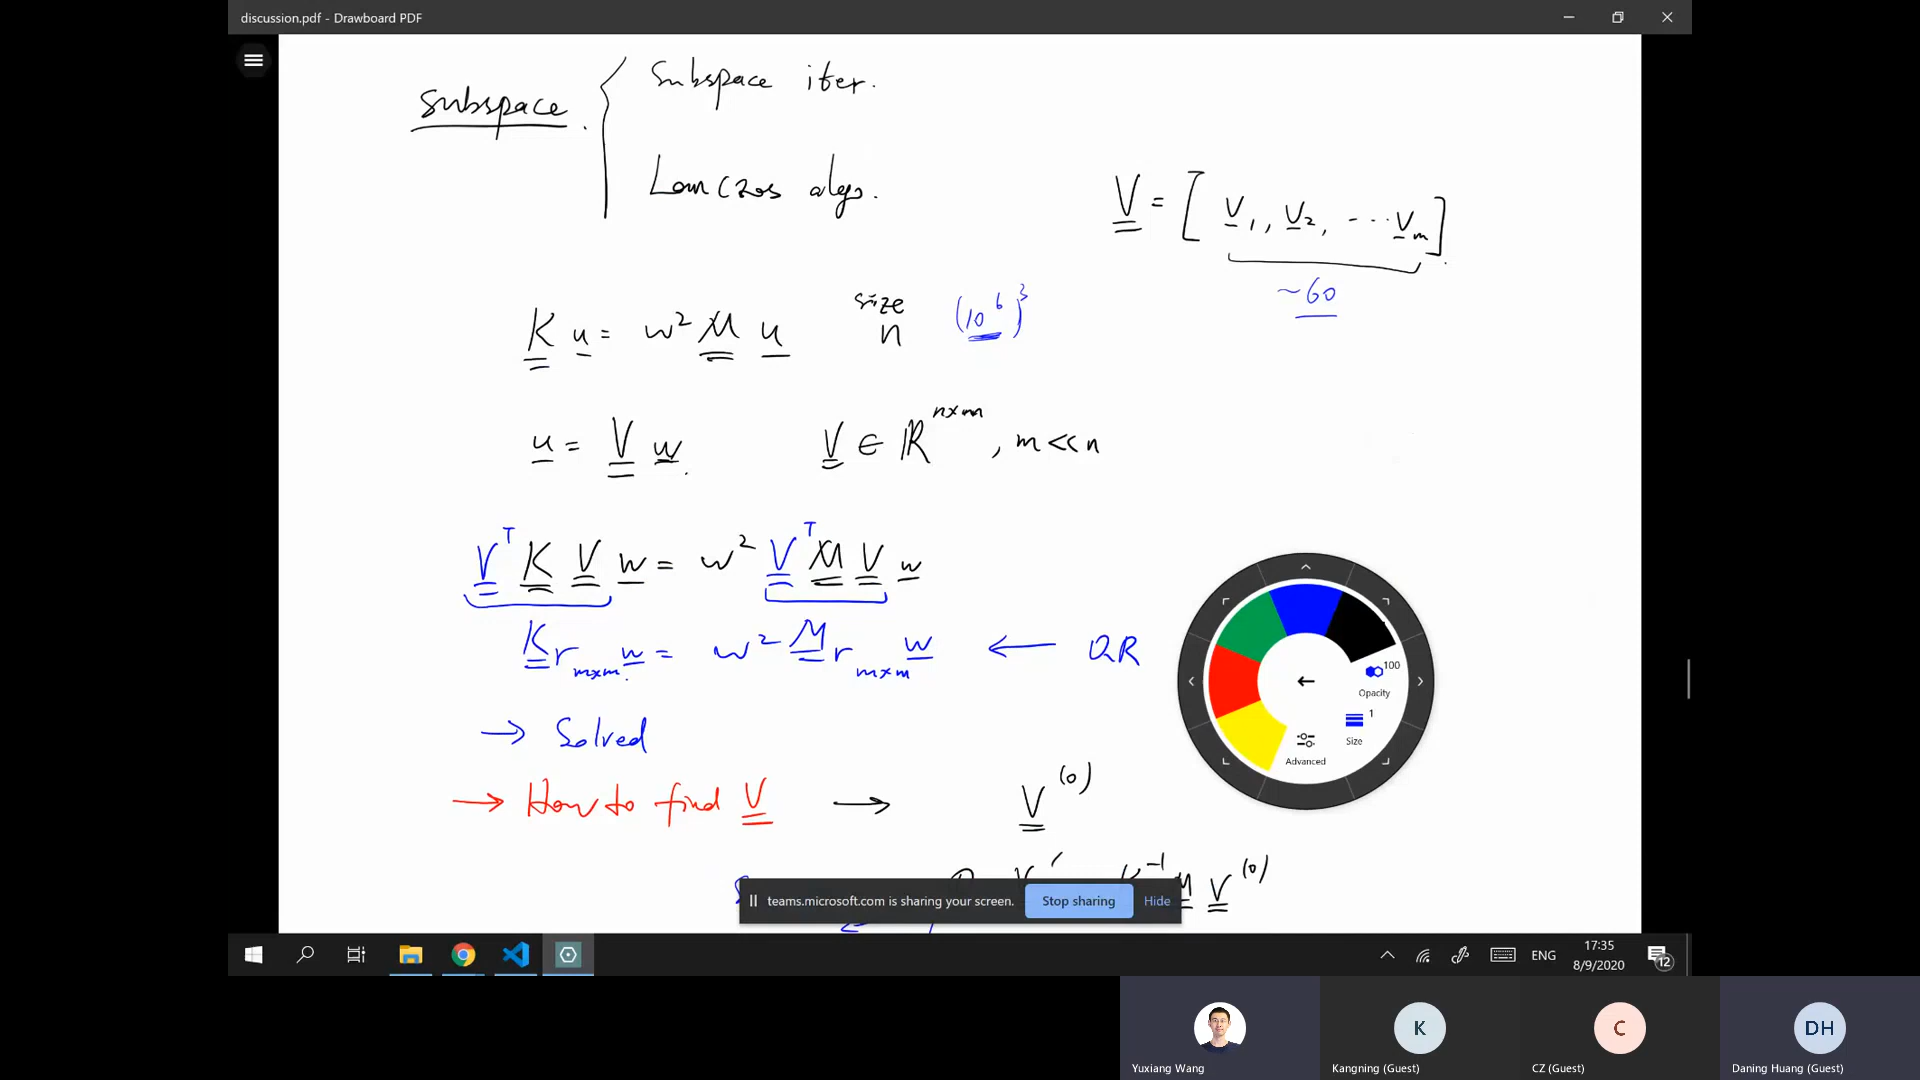 discussion.pdf - Drawboard PDF
subspace.
Subspace iter.
Lanczos algo.
V = [ v₁, v₂, ... vₘ ]
~60
K u = w² M u
size
n
(10⁶)³
u = V w.
V ∈ ℝⁿˣᵐ, m << n
Vᵀ K V w = w² Vᵀ M V w
K r m×m w = w² M r m×m w ← QR
→ Solved
→ How to find V → V⁽⁰⁾
K⁻¹ M V⁽⁰⁾
100
Opacity
1
Size
Advanced
teams.microsoft.com is sharing your screen.
Stop sharing
Hide
ENG
17:35
8/9/2020
12
K
C
DH
Yuxiang Wang
Kangning (Guest)
CZ (Guest)
Daning Huang (Guest)